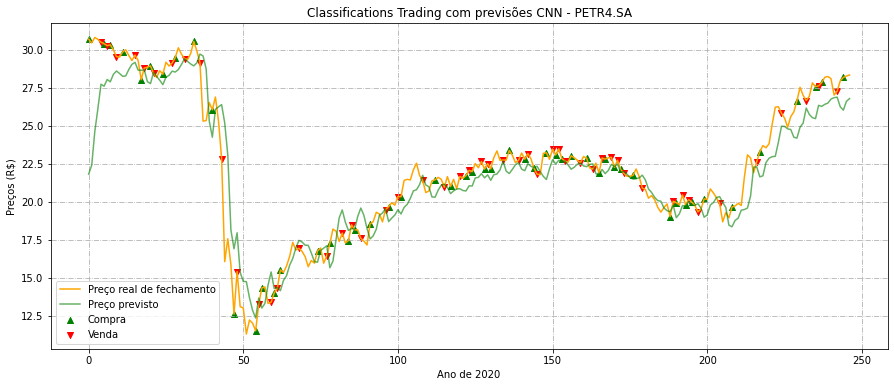 Classifications Trading com previsões CNN - PETR4.SA
Preços (R$)
30.0
27.5
25.0
22.5
20.0
17.5
15.0
12.5
Preço real de fechamento
Preço previsto
Compra
Venda
0
50
100
150
200
250
Ano de 2020